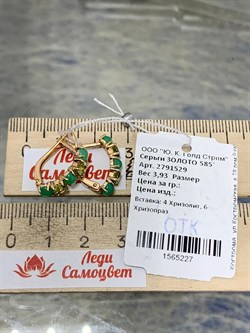 ООО "Ю. К. Голд Стрим"
Серьги ЗОЛОТО 585
Арт. 2791529
Вес 3,93 Размер
Цена за гр.:
Цена изд.:
Вставка: 4 Хризолит, 6
Хризопраз
ОТК
1565227
Леди
Самоцвет
0 1 2 3
Леди
Самоцвет